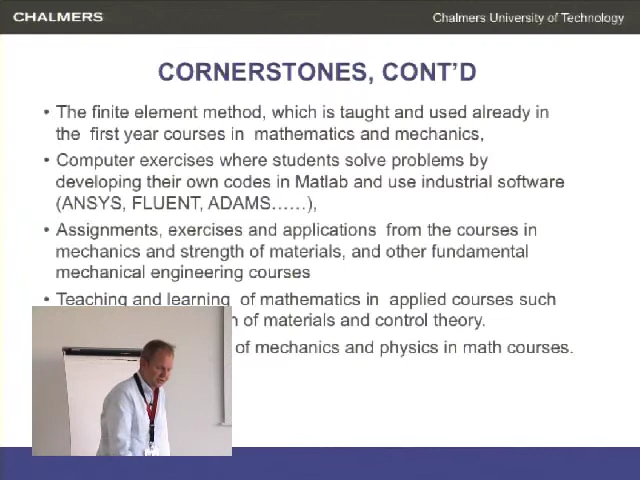 CHALMERS
Chalmers University of Technology
CORNERSTONES, CONT'D
• The finite element method, which is taught and used already in
the first year courses in mathematics and mechanics,
• Computer exercises where students solve problems by
developing their own codes in Matlab and use industrial software
(ANSYS, FLUENT, ADAMS……),
• Assignments, exercises and applications from the courses in
mechanics and strength of materials, and other fundamental
mechanical engineering courses
• Teaching and learning of mathematics in applied courses such
of materials and control theory.
of mechanics and physics in math courses.